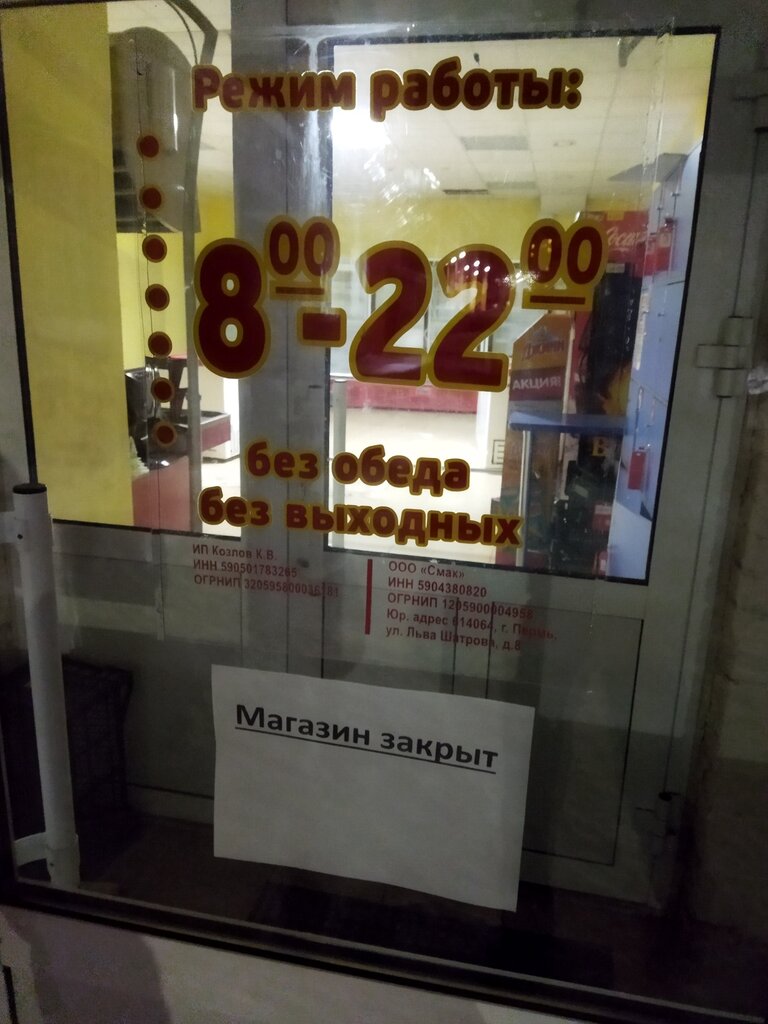 Режим работы:
8⁰⁰-22⁰⁰
без обеда
без выходных
ИП Козлов К.В.
ИНН 590501783265
ОГРНИП
ООО «Смак»
ИНН 5904380820
ОГРНИП 1205900004958
Юр. адрес 614064, г. Пермь,
ул. Льва Шатрова, д.8
Магазин закрыт
АКЦИЯ!